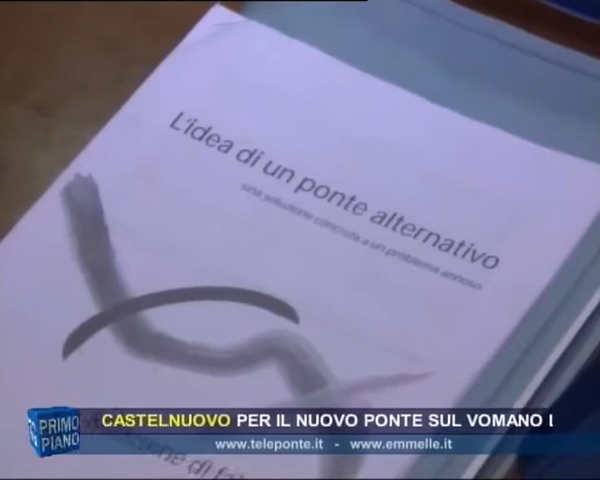 L'idea di un ponte alternativo
una soluzione concreta a un problema annoso
PRIMO
PIANO
CASTELNUOVO PER IL NUOVO PONTE SUL VOMANO
www.teleponte.it - www.emmelle.it